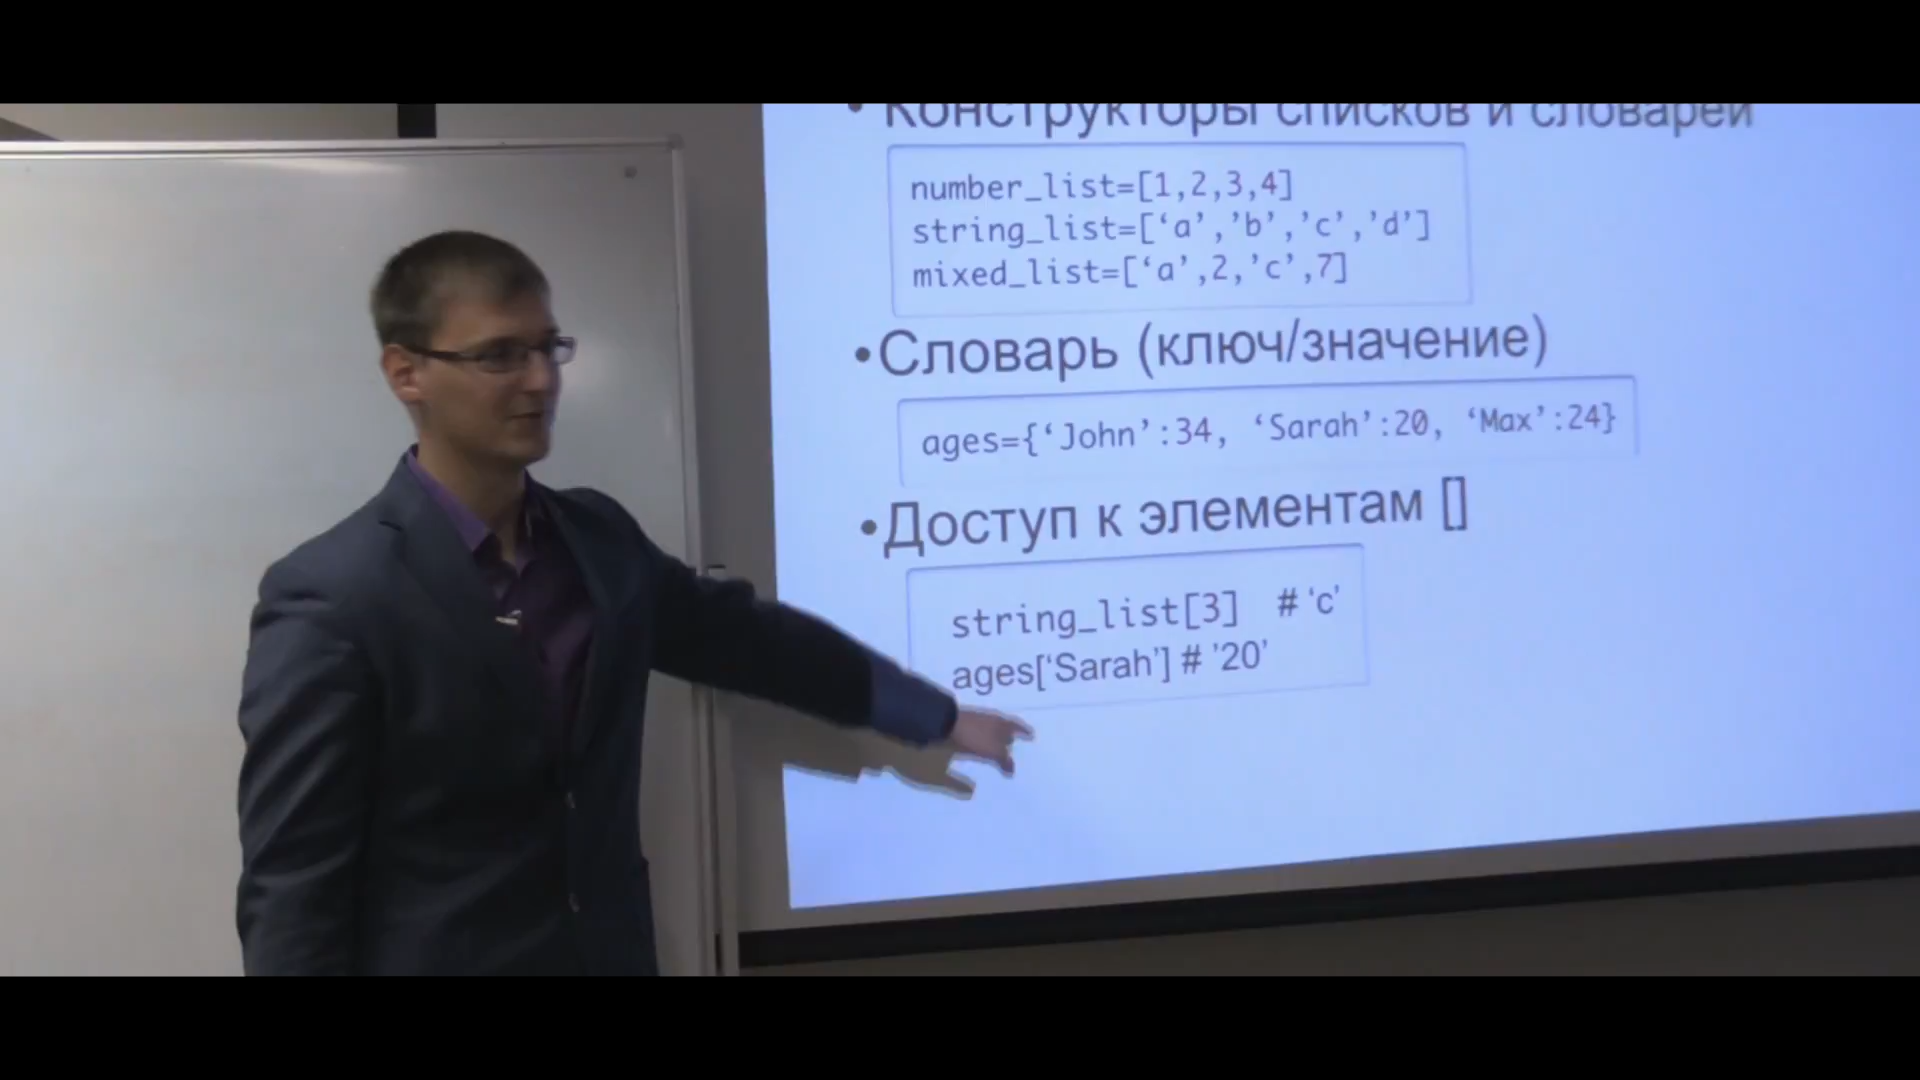 • Конструкторы списков и словарей
number_list=[1,2,3,4]
string_list=[‘a’,’b’,’c’,’d’]
mixed_list=[‘a’,2,’c’,7]
•Словарь (ключ/значение)
ages={‘John’:34, ‘Sarah’:20, ‘Max’:24}
•Доступ к элементам []
string_list[3] # ‘c’
ages[‘Sarah’] # ’20’